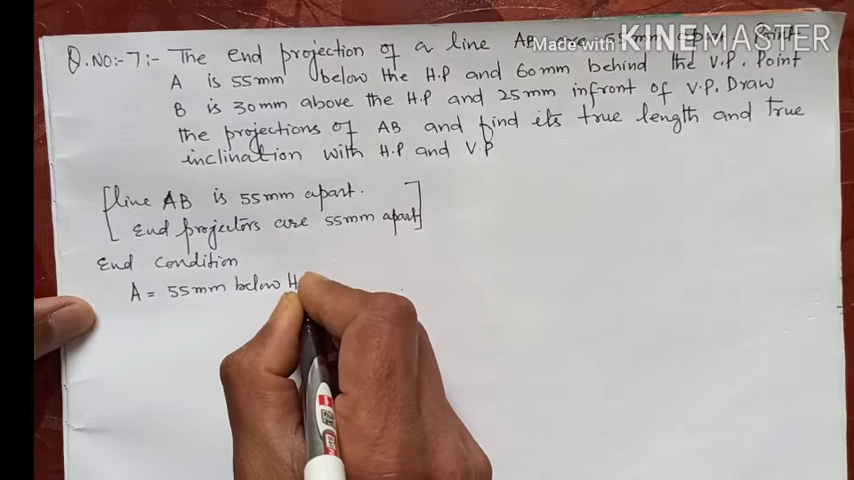 Q.NO:-7:- The end projection of a line AB are 55mm apart Point
Made with KINEMASTER
A is 55mm below the H.P and 60mm behind the V.P. Point
B is 30mm above the H.P and 25mm infront of V.P. Draw
the projections of AB and find its true length and True
inclination with H.P and V.P
[line AB is 55mm apart.
End projectors are 55mm apart]
End condition
A = 55mm below H